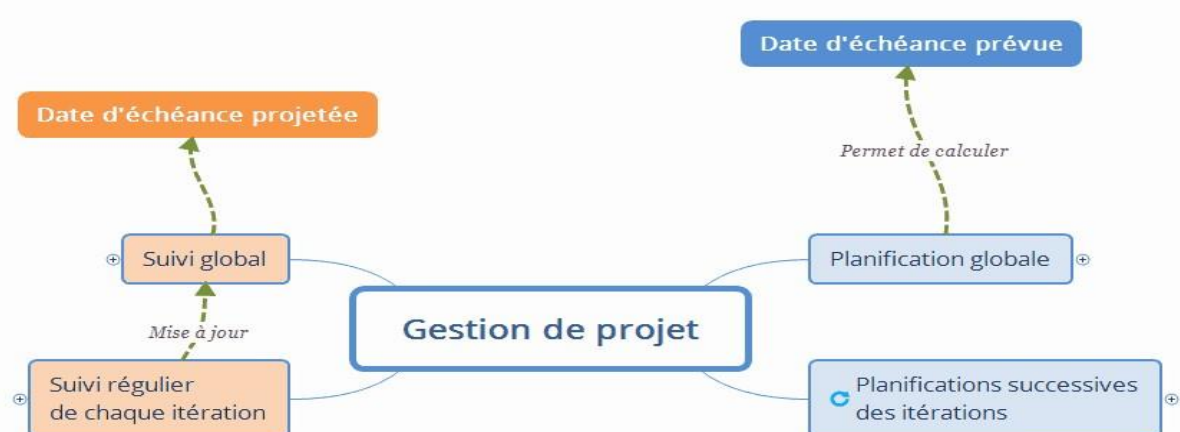 Date d'échéance prévue
Date d'échéance projetée
Permet de calculer
Suivi global
Planification globale
Gestion de projet
Mise à jour
Suivi régulier
de chaque itération
Planifications successives
des itérations